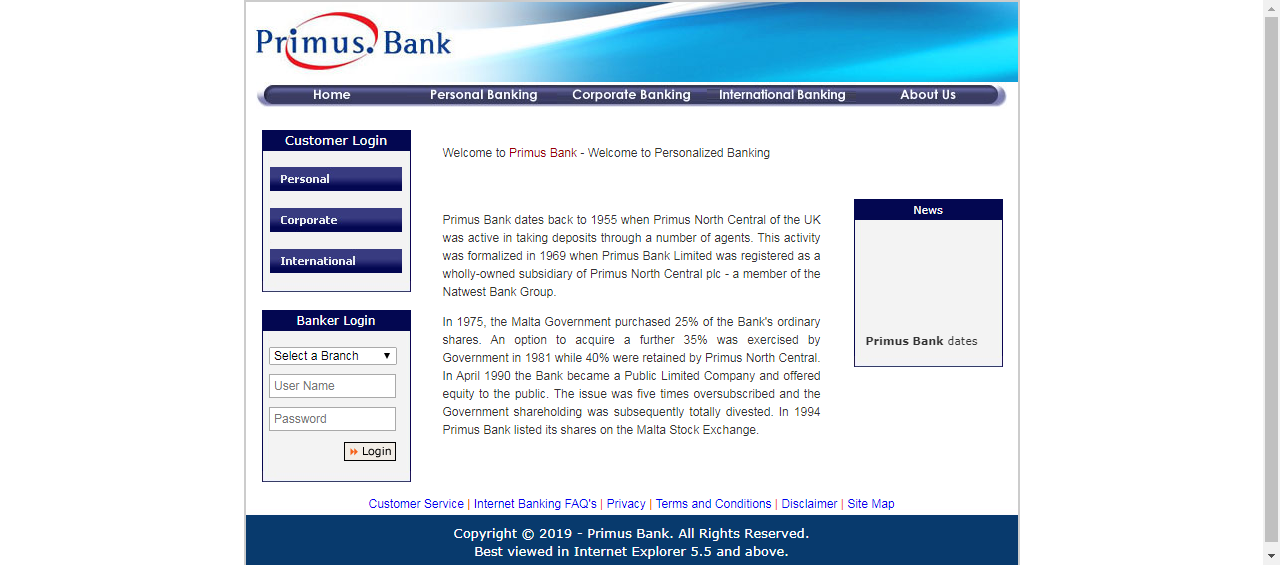 Primus. Bank
Home Personal Banking Corporate Banking International Banking About Us
Customer Login
Personal
Corporate
International
Banker Login
Select a Branch
User Name
Password
Login
Welcome to Primus Bank - Welcome to Personalized Banking
Primus Bank dates back to 1955 when Primus North Central of the UK
was active in taking deposits through a number of agents. This activity
was formalized in 1969 when Primus Bank Limited was registered as a
wholly-owned subsidiary of Primus North Central plc - a member of the
Natwest Bank Group.
In 1975, the Malta Government purchased 25% of the Bank's ordinary
shares. An option to acquire a further 35% was exercised by
Government in 1981 while 40% were retained by Primus North Central.
In April 1990 the Bank became a Public Limited Company and offered
equity to the public. The issue was five times oversubscribed and the
Government shareholding was subsequently totally divested. In 1994
Primus Bank listed its shares on the Malta Stock Exchange.
News
Primus Bank dates
Customer Service | Internet Banking FAQ's | Privacy | Terms and Conditions | Disclaimer | Site Map
Copyright © 2019 - Primus Bank. All Rights Reserved.
Best viewed in Internet Explorer 5.5 and above.